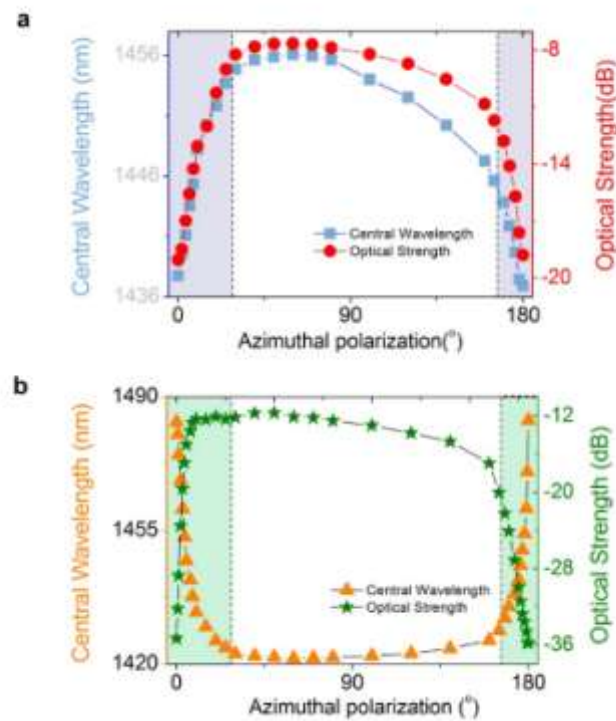 a
Central Wavelength (nm)
1456
1446
1436
-8
-14
-20
Optical Strength(dB)
Central Wavelength
Optical Strength
0
90
180
Azimuthal polarization(°)
b
Central Wavelength (nm)
1490
1455
1420
-12
-20
-28
-36
Optical Strength (dB)
Central Wavelength
Optical Strength
0
90
180
Azimuthal polarization (°)